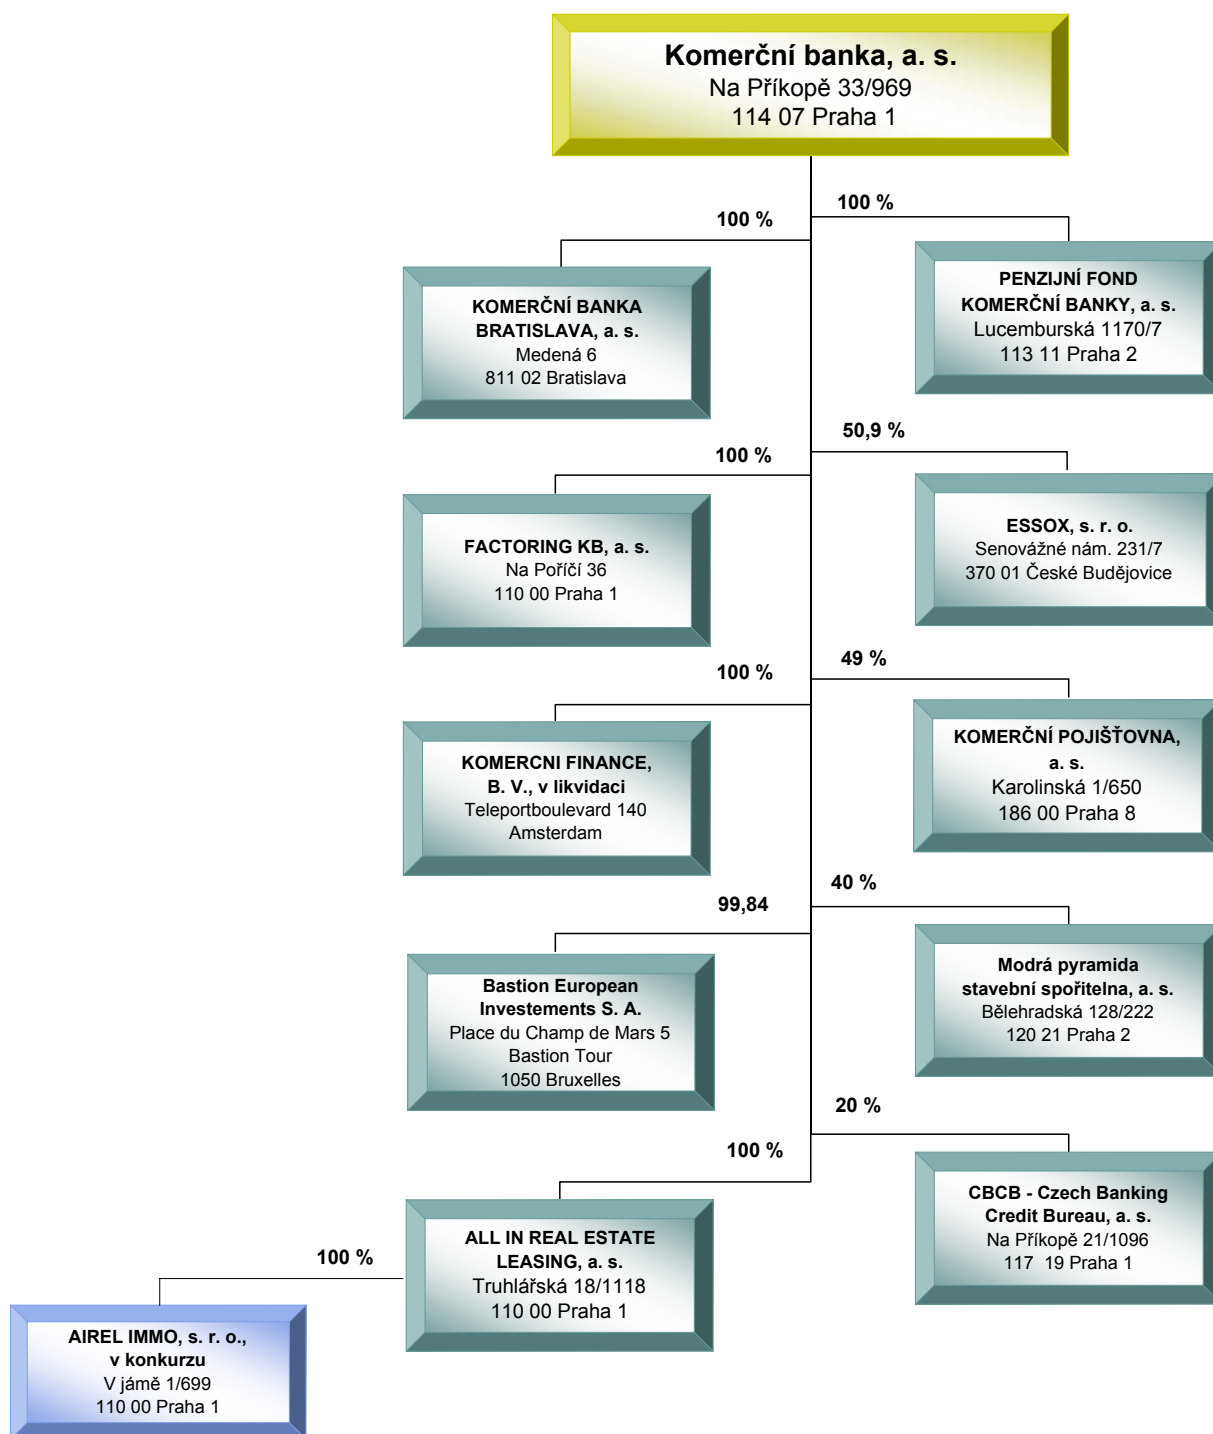 Komerční banka, a. s.
Na Příkopě 33/969
114 07 Praha 1
100 %
100 %
KOMERČNÍ BANKA
BRATISLAVA, a. s.
Medená 6
811 02 Bratislava
PENZIJNÍ FOND
KOMERČNÍ BANKY, a. s.
Lucemburská 1170/7
113 11 Praha 2
100 %
50,9 %
FACTORING KB, a. s.
Na Poříčí 36
110 00 Praha 1
ESSOX, s. r. o.
Senovážné nám. 231/7
370 01 České Budějovice
100 %
49 %
KOMERCNI FINANCE,
B. V., v likvidaci
Teleportboulevard 140
Amsterdam
KOMERČNÍ POJIŠŤOVNA,
a. s.
Karolinská 1/650
186 00 Praha 8
99,84
40 %
Bastion European
Investements S. A.
Place du Champ de Mars 5
Bastion Tour
1050 Bruxelles
Modrá pyramida
stavební spořitelna, a. s.
Bělehradská 128/222
120 21 Praha 2
100 %
20 %
ALL IN REAL ESTATE
LEASING, a. s.
Truhlářská 18/1118
110 00 Praha 1
CBCB - Czech Banking
Credit Bureau, a. s.
Na Příkopě 21/1096
117  19 Praha 1
100 %
AIREL IMMO, s. r. o.,
v konkurzu
V jámě 1/699
110 00 Praha 1